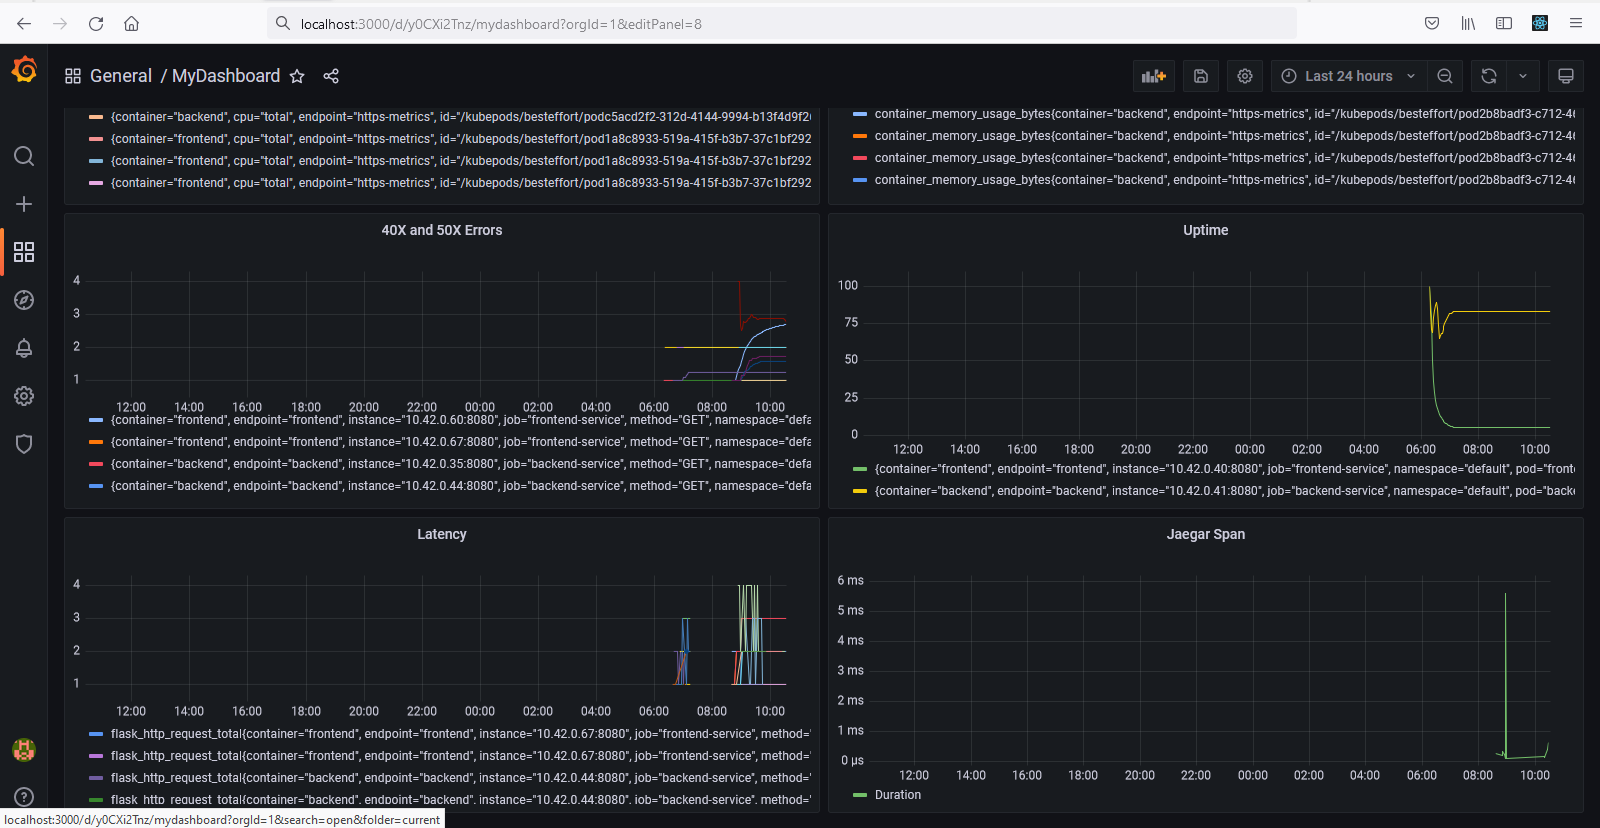 localhost:3000/d/y0CXi2Tnz/mydashboard?orgId=1&editPanel=8
General / MyDashboard
Last 24 hours
{container="backend", cpu="total", endpoint="https-metrics", id="/kubepods/besteffort/podc5acd2f2-312d-4144-9994-b13f4d9f2
{container="frontend", cpu="total", endpoint="https-metrics", id="/kubepods/besteffort/pod1a8c8933-519a-415f-b3b7-37c1bf292
{container="frontend", cpu="total", endpoint="https-metrics", id="/kubepods/besteffort/pod1a8c8933-519a-415f-b3b7-37c1bf292
{container="frontend", cpu="total", endpoint="https-metrics", id="/kubepods/besteffort/pod1a8c8933-519a-415f-b3b7-37c1bf292
container_memory_usage_bytes{container="backend", endpoint="https-metrics", id="/kubepods/besteffort/pod2b8badf3-c712-46
container_memory_usage_bytes{container="backend", endpoint="https-metrics", id="/kubepods/besteffort/pod2b8badf3-c712-46
container_memory_usage_bytes{container="backend", endpoint="https-metrics", id="/kubepods/besteffort/pod2b8badf3-c712-46
container_memory_usage_bytes{container="backend", endpoint="https-metrics", id="/kubepods/besteffort/pod2b8badf3-c712-46
40X and 50X Errors
4
3
2
1
12:00 14:00 16:00 18:00 20:00 22:00 00:00 02:00 04:00 06:00 08:00 10:00
{container="frontend", endpoint="frontend", instance="10.42.0.60:8080", job="frontend-service", method="GET", namespace="defa
{container="frontend", endpoint="frontend", instance="10.42.0.67:8080", job="frontend-service", method="GET", namespace="defa
{container="backend", endpoint="backend", instance="10.42.0.35:8080", job="backend-service", method="GET", namespace="defa
{container="backend", endpoint="backend", instance="10.42.0.44:8080", job="backend-service", method="GET", namespace="defa
Uptime
100
75
50
25
0
12:00 14:00 16:00 18:00 20:00 22:00 00:00 02:00 04:00 06:00 08:00 10:00
{container="frontend", endpoint="frontend", instance="10.42.0.40:8080", job="frontend-service", namespace="default", pod="front
{container="backend", endpoint="backend", instance="10.42.0.41:8080", job="backend-service", namespace="default", pod="back
Latency
4
3
2
1
12:00 14:00 16:00 18:00 20:00 22:00 00:00 02:00 04:00 06:00 08:00 10:00
flask_http_request_total{container="frontend", endpoint="frontend", instance="10.42.0.67:8080", job="frontend-service", method="
flask_http_request_total{container="frontend", endpoint="frontend", instance="10.42.0.67:8080", job="frontend-service", method="
flask_http_request_total{container="backend", endpoint="backend", instance="10.42.0.44:8080", job="backend-service", method="
flask_http_request_total{container="backend", endpoint="backend", instance="10.42.0.44:8080", job="backend-service", method="
Jaegar Span
6 ms
5 ms
4 ms
3 ms
2 ms
1 ms
0 µs
12:00 14:00 16:00 18:00 20:00 22:00 00:00 02:00 04:00 06:00 08:00 10:00
Duration
localhost:3000/d/y0CXi2Tnz/mydashboard?orgId=1&search=open&folder=current